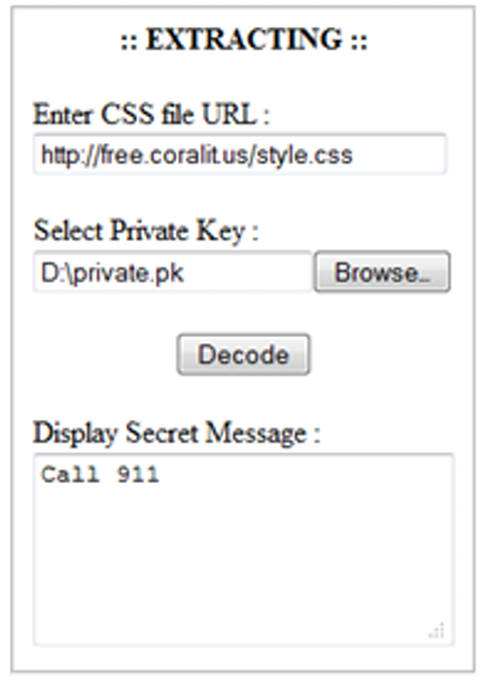 :: EXTRACTING ::
Enter CSS file URL :
http://free.coralit.us/style.css
Select Private Key :
D:\private.pk Browse...
Decode
Display Secret Message :
Call 911